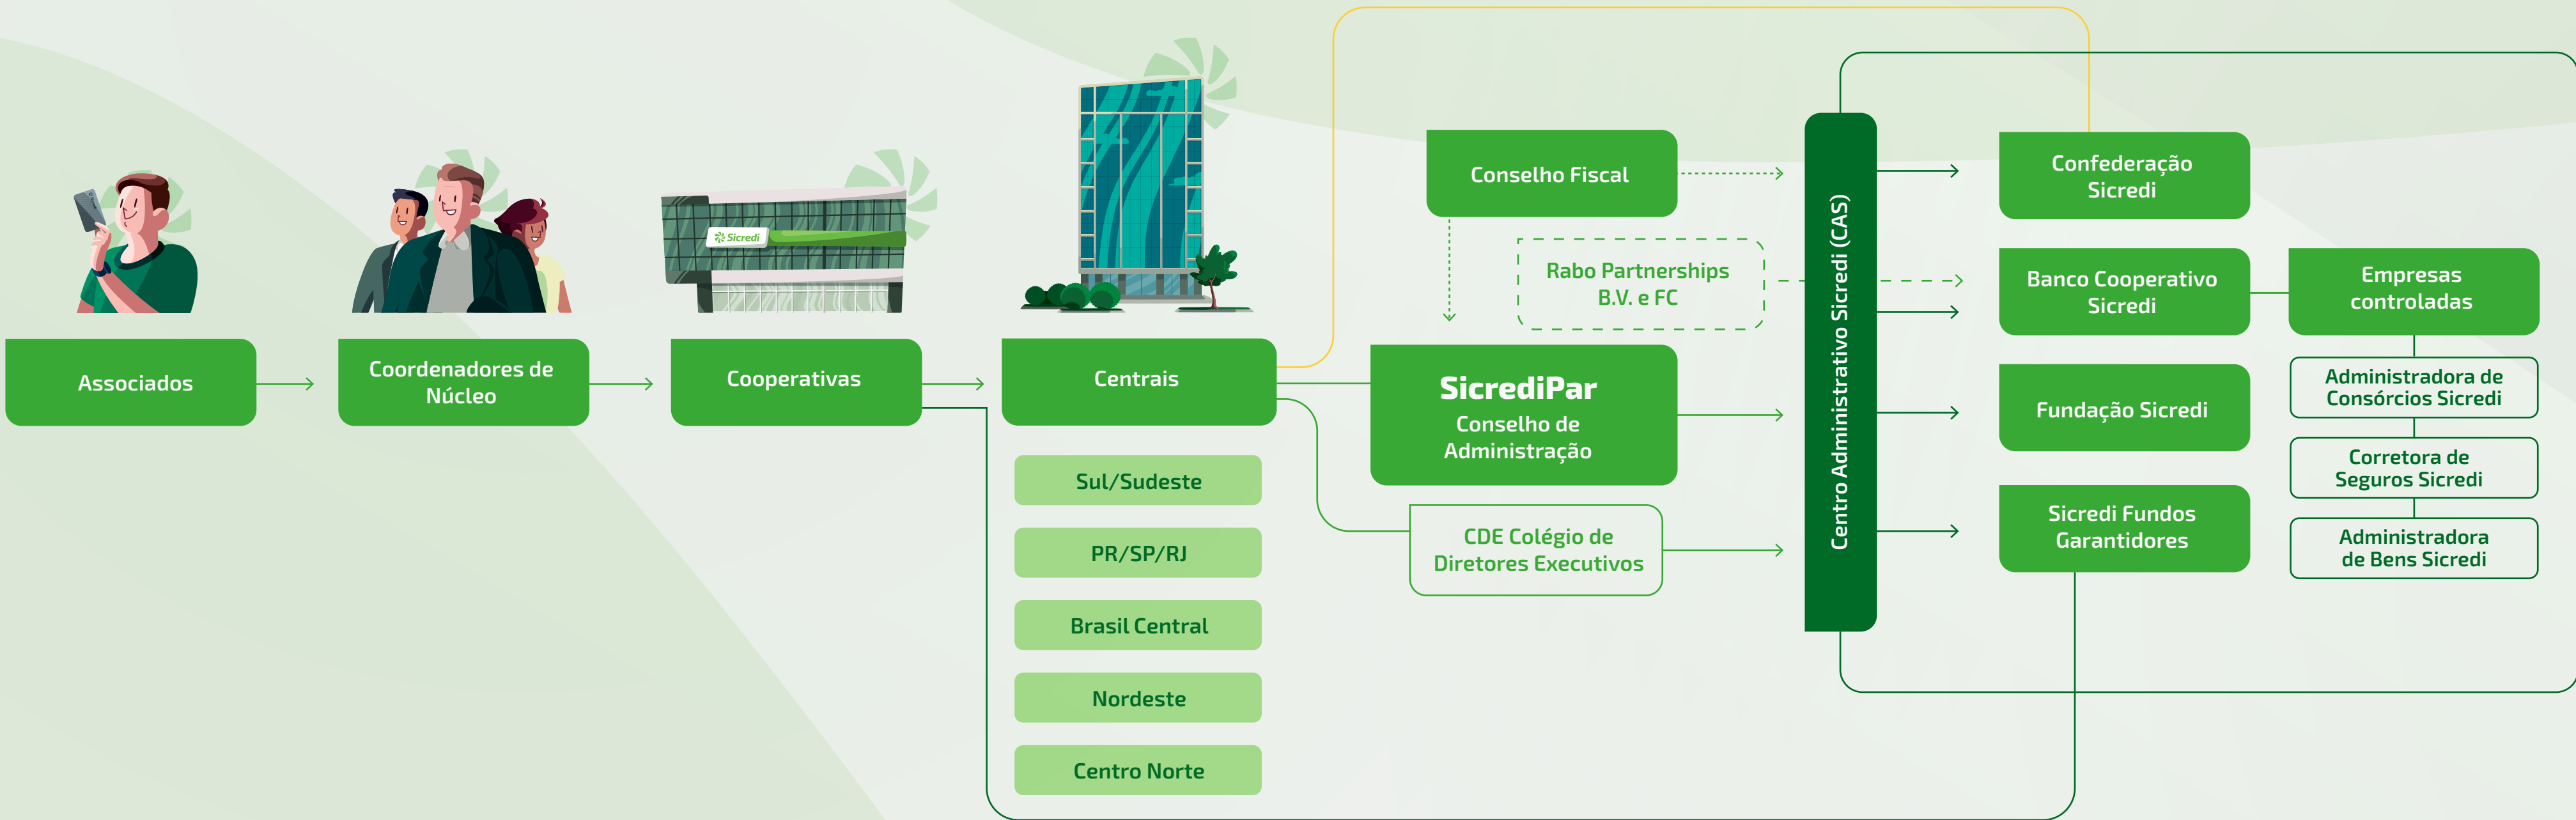 Sicredi
Associados
Coordenadores de
Núcleo
Cooperativas
Centrais
Sul/Sudeste
PR/SP/RJ
Brasil Central
Nordeste
Centro Norte
Conselho Fiscal
Rabo Partnerships
B.V. e FC
SicrediPar
Conselho de
Administração
CDE Colégio de
Diretores Executivos
Centro Administrativo Sicredi (CAS)
Confederação
Sicredi
Banco Cooperativo
Sicredi
Fundação Sicredi
Sicredi Fundos
Garantidores
Empresas
controladas
Administradora de
Consórcios Sicredi
Corretora de
Seguros Sicredi
Administradora
de Bens Sicredi